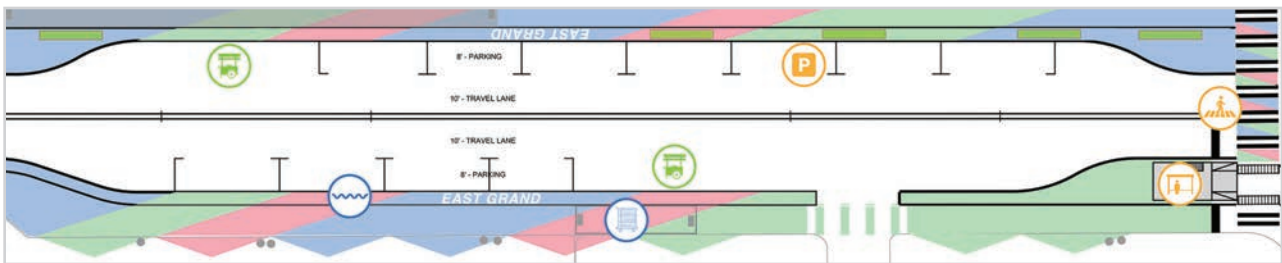 EAST GRAND
8' - PARKING
P
10' - TRAVEL LANE
10' - TRAVEL LANE
8' - PARKING
EAST GRAND